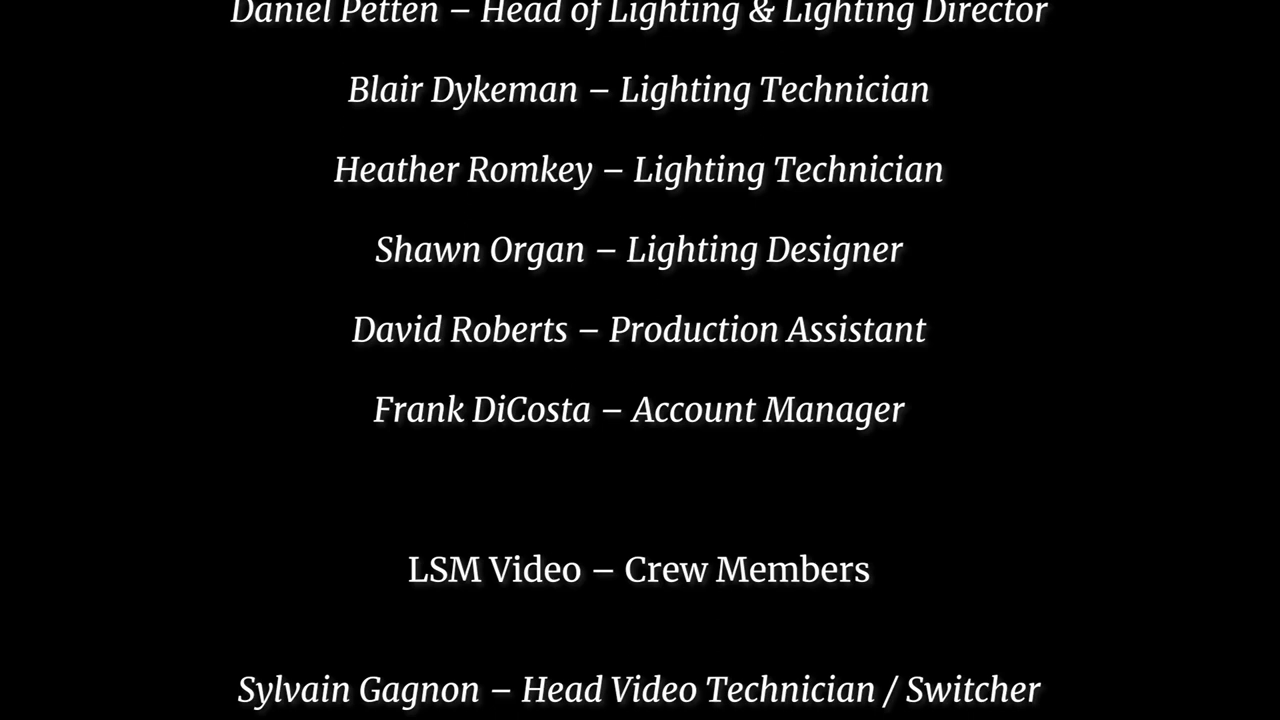 Daniel Petten – Head of Lighting & Lighting Director
Blair Dykeman – Lighting Technician
Heather Romkey – Lighting Technician
Shawn Organ – Lighting Designer
David Roberts – Production Assistant
Frank DiCosta – Account Manager
LSM Video – Crew Members
Sylvain Gagnon – Head Video Technician / Switcher